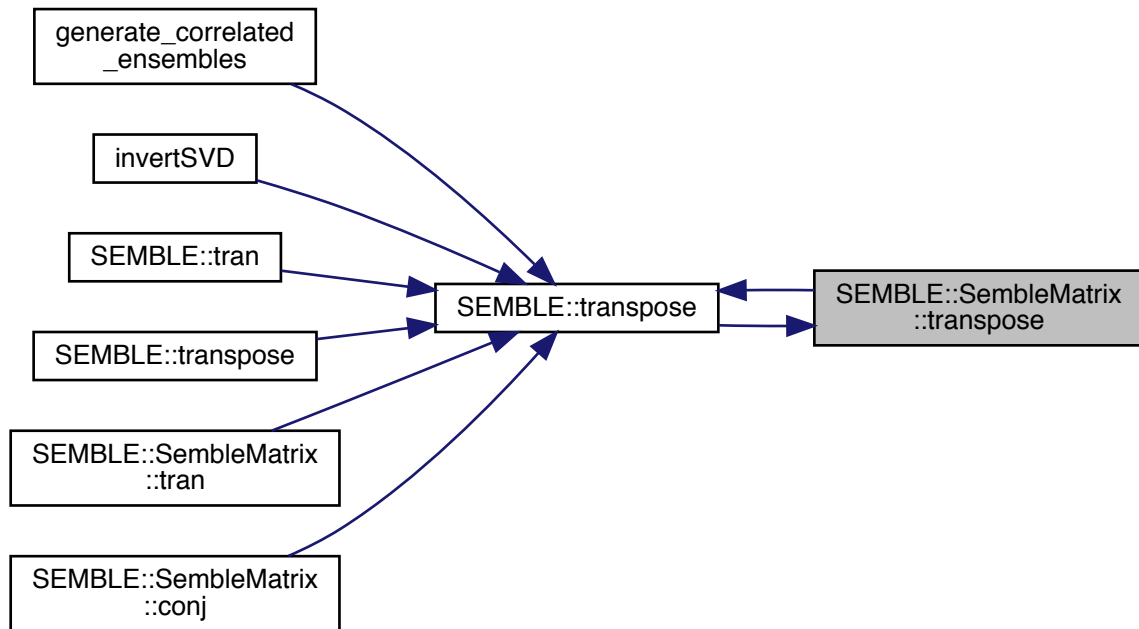 generate_correlated
_ensembles
invertSVD
SEMBLE::tran
SEMBLE::transpose
SEMBLE::SembleMatrix
::tran
SEMBLE::SembleMatrix
::conj
SEMBLE::transpose
SEMBLE::SembleMatrix
::transpose